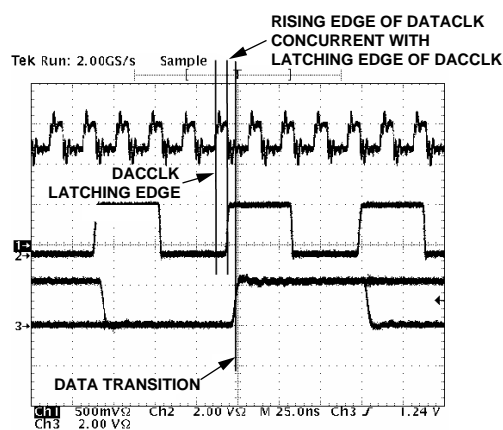 RISING EDGE OF DATACLK
CONCURRENT WITH
LATCHING EDGE OF DACCLK
Tek Run: 2.00GS/s Sample
T
DACCLK
LATCHING EDGE
1
2
3
DATA TRANSITION
Ch1 500mVΩ Ch2 2.00 VΩ M 25.0ns Ch3 ƒ 1.24 V
Ch3 2.00 VΩ